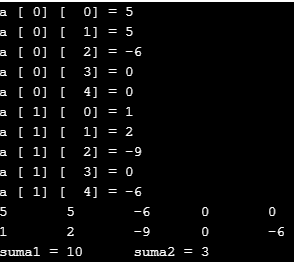 a [ 0] [  0] = 5
a [ 0] [  1] = 5
a [ 0] [  2] = -6
a [ 0] [  3] = 0
a [ 0] [  4] = 0
a [ 1] [  0] = 1
a [ 1] [  1] = 2
a [ 1] [  2] = -9
a [ 1] [  3] = 0
a [ 1] [  4] = -6
5       5       -6      0       0
1       2       -9      0       -6
suma1 = 10      suma2 = 3